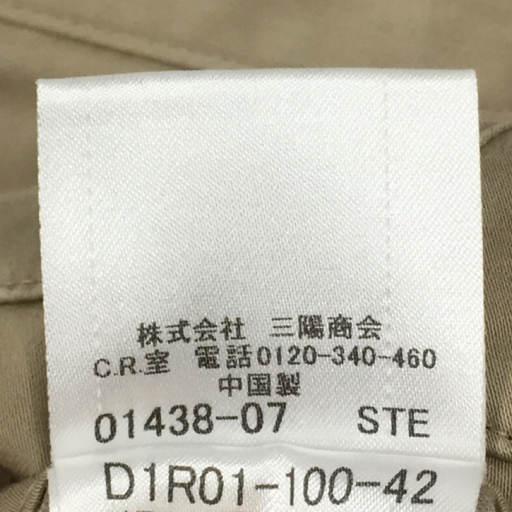 株式会社 三陽商会
C.R.室 電話0120-340-460
中国製
01438-07 STE
D1R01-100-42